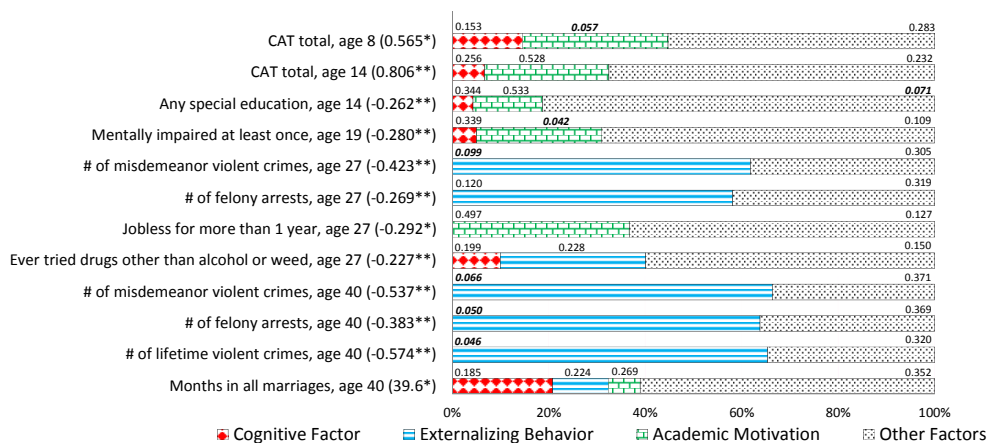 0.153 0.057 0.283
CAT total, age 8 (0.565*)
0.256 0.528 0.232
CAT total, age 14 (0.806**)
0.344 0.533 0.071
Any special education, age 14 (-0.262**)
0.339 0.042 0.109
Mentally impaired at least once, age 19 (-0.280**)
0.099 0.305
# of misdemeanor violent crimes, age 27 (-0.423**)
0.120 0.319
# of felony arrests, age 27 (-0.269**)
0.497 0.127
Jobless for more than 1 year, age 27 (-0.292*)
0.199 0.228 0.150
Ever tried drugs other than alcohol or weed, age 27 (-0.227**)
0.066 0.371
# of misdemeanor violent crimes, age 40 (-0.537**)
0.050 0.369
# of felony arrests, age 40 (-0.383**)
0.046 0.320
# of lifetime violent crimes, age 40 (-0.574**)
0.185 0.224 0.269 0.352
Months in all marriages, age 40 (39.6*)
0% 20% 40% 60% 80% 100%
Cognitive Factor Externalizing Behavior Academic Motivation Other Factors